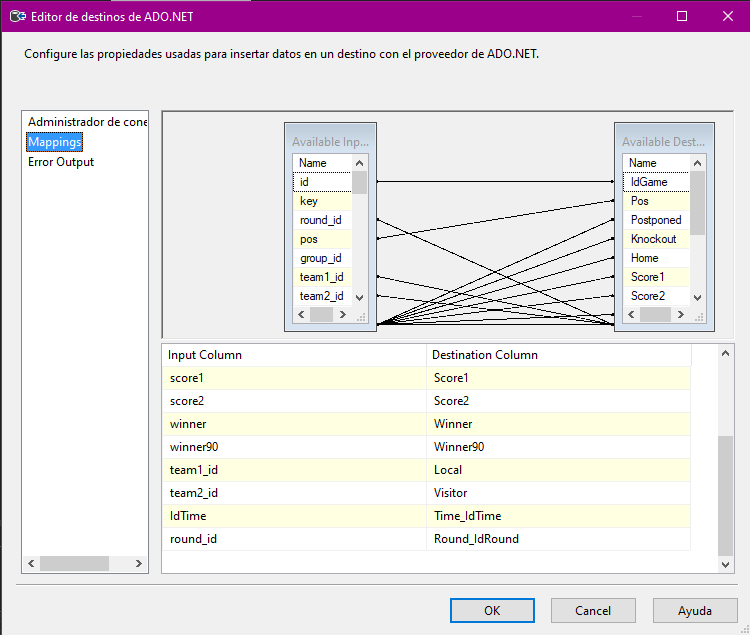 Editor de destinos de ADO.NET
Configure las propiedades usadas para insertar datos en un destino con el proveedor de ADO.NET.
Administrador de cone
Mappings
Error Output
Available Inp...
Name
id
key
round_id
pos
group_id
team1_id
team2_id
Available Dest...
Name
IdGame
Pos
Postponed
Knockout
Home
Score1
Score2
Input Column Destination Column
score1 Score1
score2 Score2
winner Winner
winner90 Winner90
team1_id Local
team2_id Visitor
IdTime Time_IdTime
round_id Round_IdRound
OK Cancel Ayuda